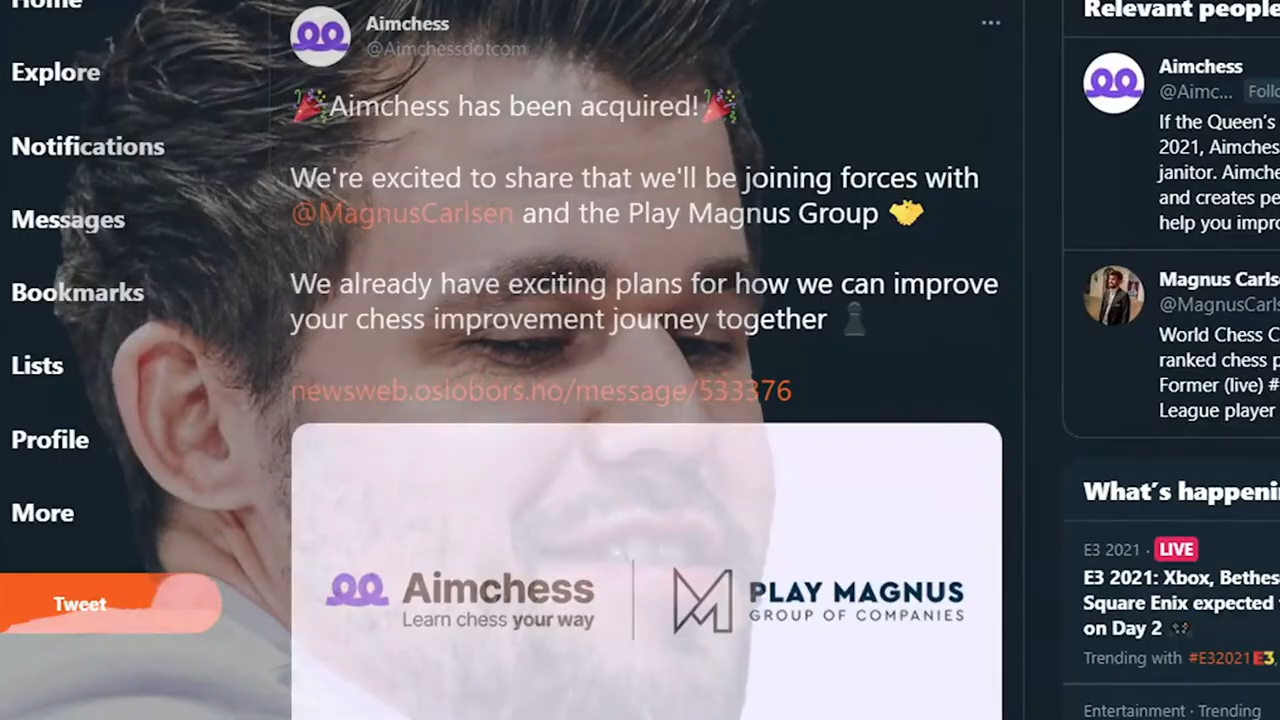 Home
Explore
Notifications
Messages
Bookmarks
Lists
Profile
More
Tweet
Aimchess
@Aimchessdotcom
🎉Aimchess has been acquired!🎉
We're excited to share that we'll be joining forces with
@MagnusCarlsen and the Play Magnus Group 🤝
We already have exciting plans for how we can improve
your chess improvement journey together ♟️
newsweb.oslobors.no/message/533376
Aimchess
Learn chess your way
PLAY MAGNUS
GROUP OF COMPANIES
Relevant people
Aimchess
@Aimc...
If the Queen's
2021, Aimches
janitor. Aimche
and creates pe
help you impro
Magnus Carls
@MagnusCarl
World Chess C
ranked chess p
Former (live) #
League player
What's happeni
E3 2021 · LIVE
E3 2021: Xbox, Bethes
Square Enix expected
on Day 2 🎮
Trending with #E32021 E3,
Entertainment · Trending